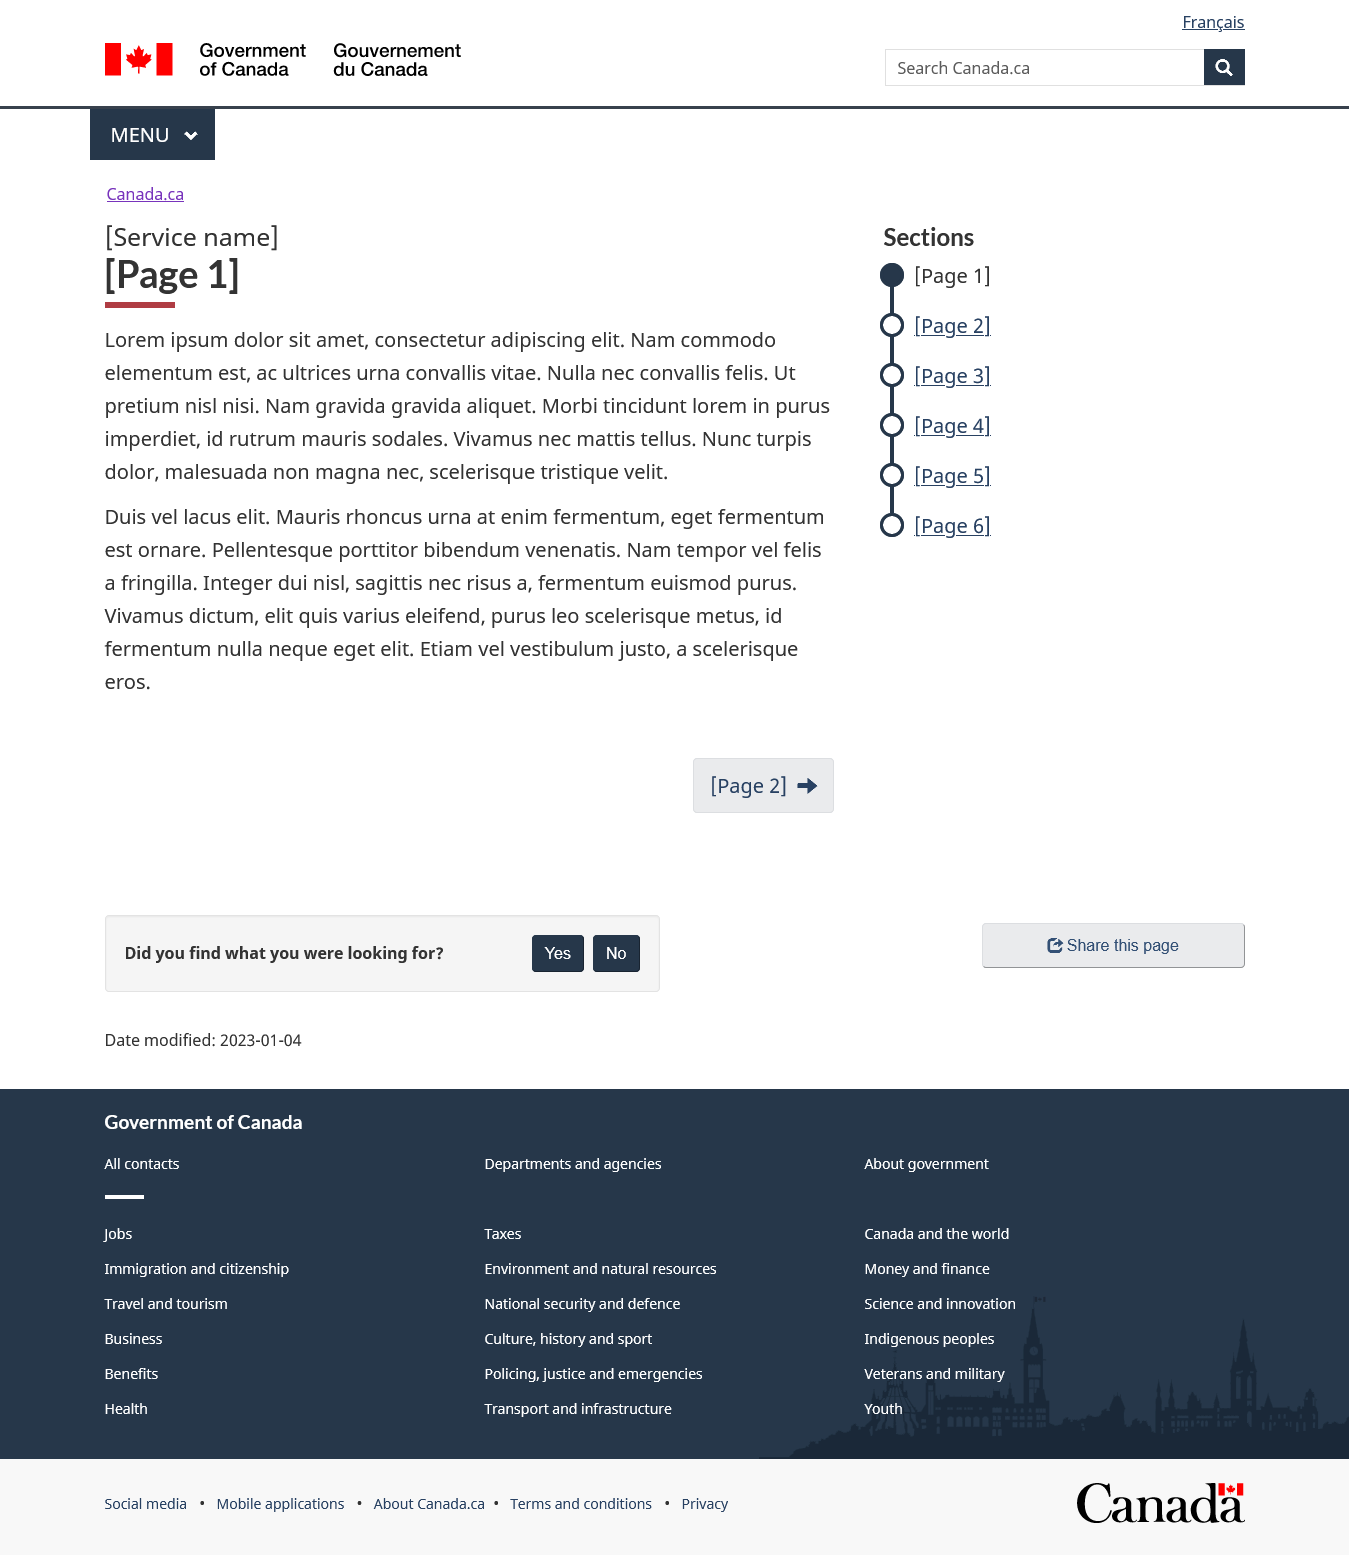 Français
Government
of Canada
Gouvernement
du Canada
Search Canada.ca
MENU
Canada.ca
[Service name]
[Page 1]
Lorem ipsum dolor sit amet, consectetur adipiscing elit. Nam commodo
elementum est, ac ultrices urna convallis vitae. Nulla nec convallis felis. Ut
pretium nisl nisi. Nam gravida gravida aliquet. Morbi tincidunt lorem in purus
imperdiet, id rutrum mauris sodales. Vivamus nec mattis tellus. Nunc turpis
dolor, malesuada non magna nec, scelerisque tristique velit.
Duis vel lacus elit. Mauris rhoncus urna at enim fermentum, eget fermentum
est ornare. Pellentesque porttitor bibendum venenatis. Nam tempor vel felis
a fringilla. Integer dui nisl, sagittis nec risus a, fermentum euismod purus.
Vivamus dictum, elit quis varius eleifend, purus leo scelerisque metus, id
fermentum nulla neque eget elit. Etiam vel vestibulum justo, a scelerisque
eros.
[Page 2]
Sections
[Page 1]
[Page 2]
[Page 3]
[Page 4]
[Page 5]
[Page 6]
Did you find what you were looking for?
Yes
No
Share this page
Date modified: 2023-01-04
Government of Canada
All contacts
Departments and agencies
About government
Jobs
Taxes
Canada and the world
Immigration and citizenship
Environment and natural resources
Money and finance
Travel and tourism
National security and defence
Science and innovation
Business
Culture, history and sport
Indigenous peoples
Benefits
Policing, justice and emergencies
Veterans and military
Health
Transport and infrastructure
Youth
Social media • Mobile applications • About Canada.ca • Terms and conditions • Privacy
Canada